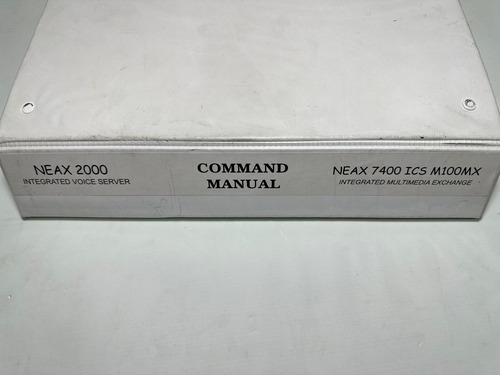 NEAX 2000
INTEGRATED VOICE SERVER
COMMAND
MANUAL
NEAX 7400 ICS M100MX
INTEGRATED MULTIMEDIA EXCHANGE